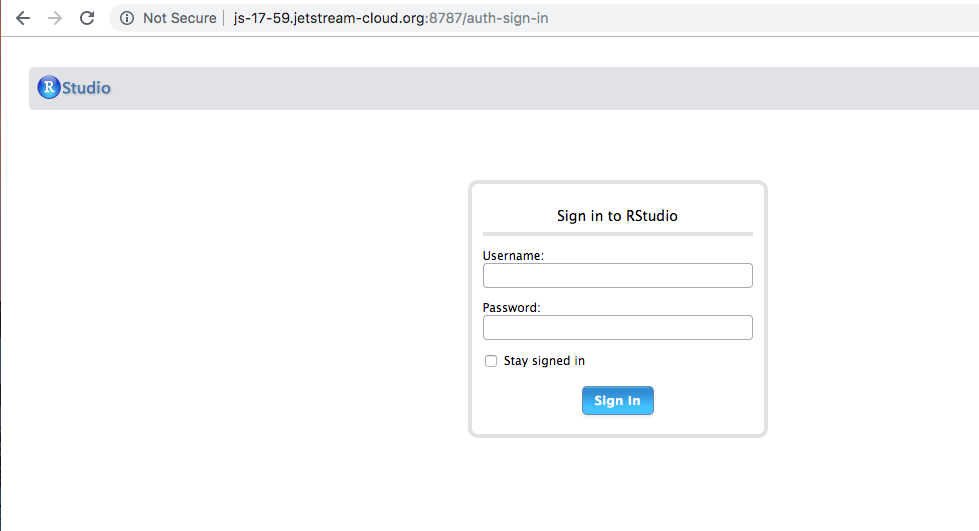 Not Secure | js-17-59.jetstream-cloud.org:8787/auth-sign-in
R Studio
Sign in to RStudio
Username:
Password:
Stay signed in
Sign In